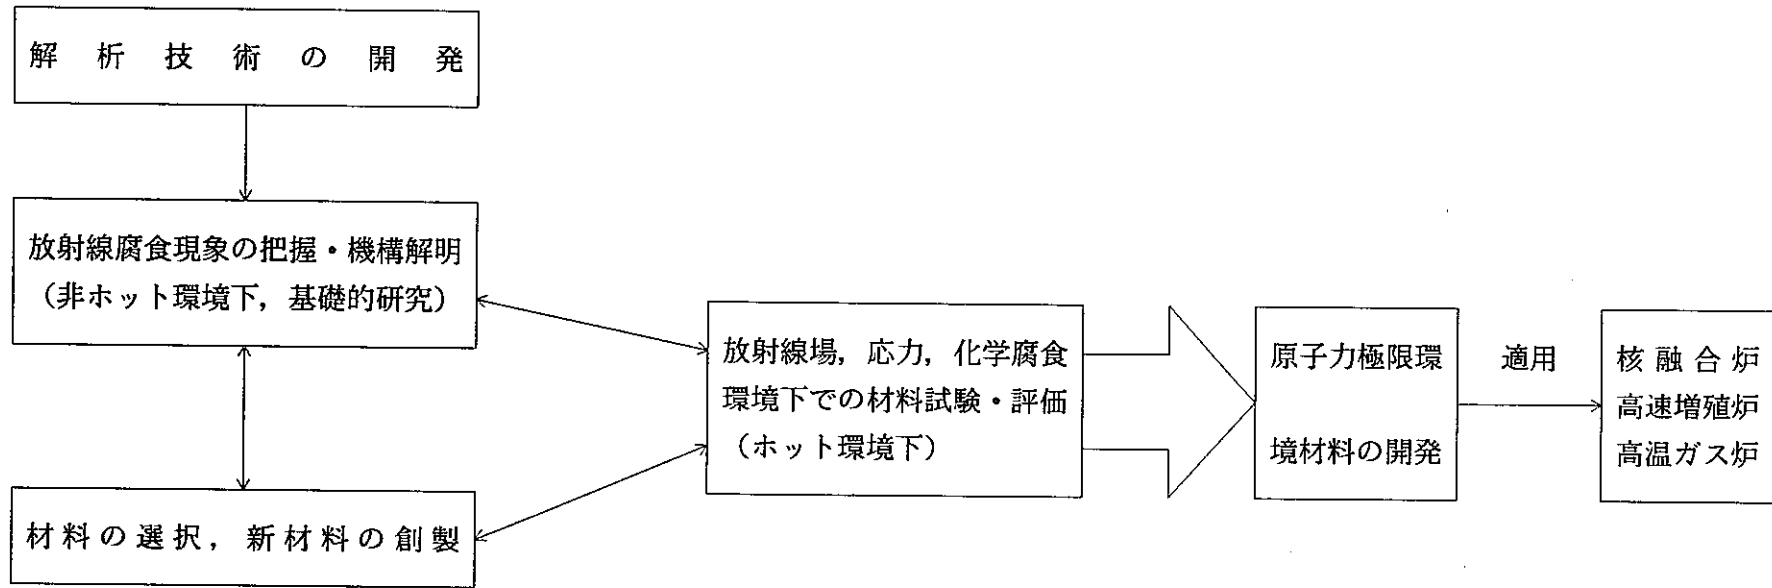 解析技術の開発
放射線腐食現象の把握・機構解明
（非ホット環境下，基礎的研究）
材料の選択，新材料の創製
放射線場，応力，化学腐食
環境下での材料試験・評価
（ホット環境下）
原子力極限環
境材料の開発
適用
核融合炉
高速増殖炉
高温ガス炉